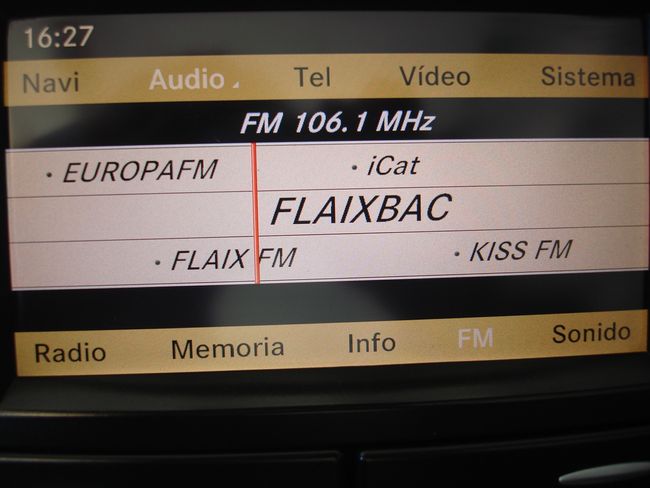 16:27
Navi Audio Tel Vídeo Sistema
FM 106.1 MHz
• EUROPAFM • iCat
FLAIXBAC
• FLAIX FM • KISS FM
Radio Memoria Info FM Sonido